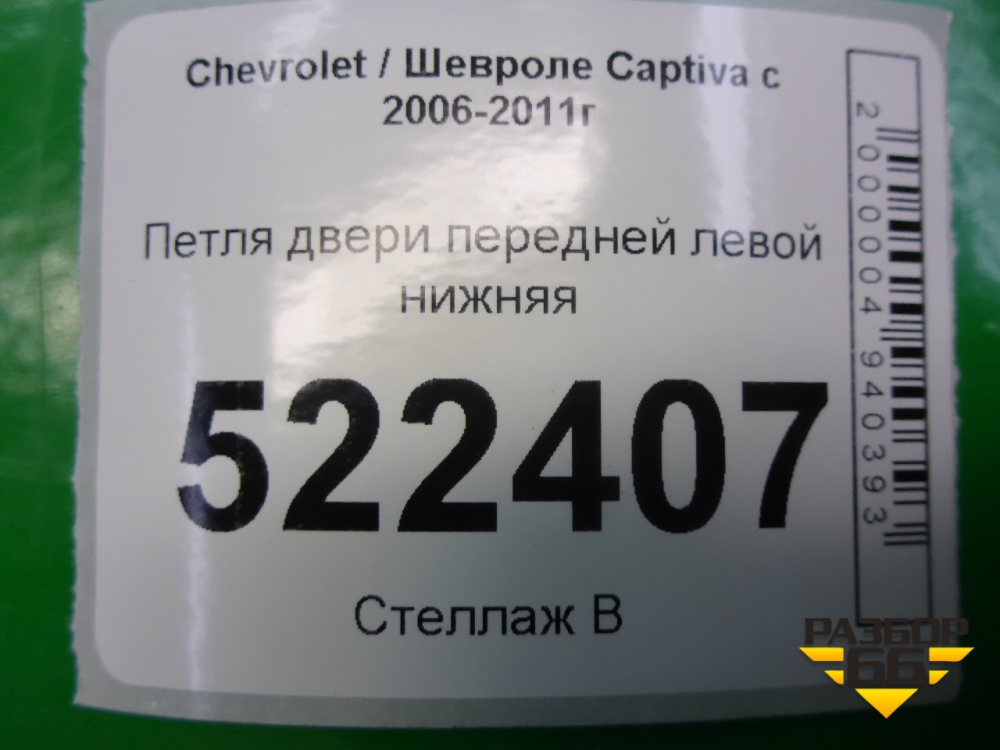 Chevrolet / Шевроле Captiva с
2006-2011г
Петля двери передней левой
нижняя
522407
Стеллаж В
2000004940393
РАЗБОР
66